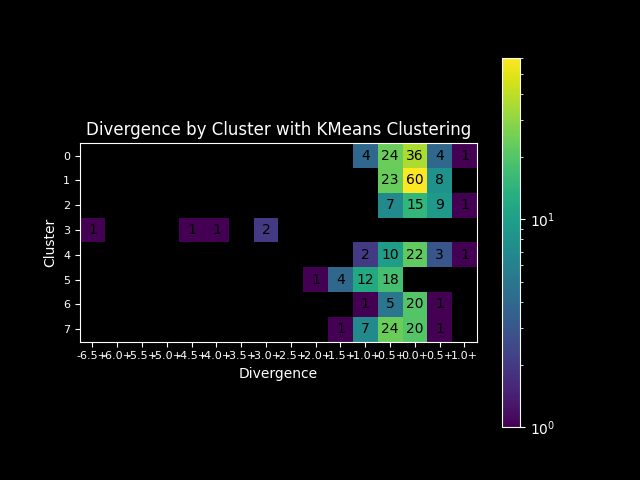 Divergence by Cluster with KMeans Clustering
Cluster
0 4 24 36 4 1
1 23 60 8
2 7 15 9 1
3 1 1 1 2
4 2 10 22 3 1
5 1 4 12 18
6 1 5 20 1
7 1 7 24 20 1
-6.5+ -6.0+ -5.5+ -5.0+ -4.5+ -4.0+ -3.5+ -3.0+ -2.5+ -2.0+ -1.5+ -1.0+ -0.5+ 0.0+ 0.5+ 1.0+
Divergence
10^1
10^0